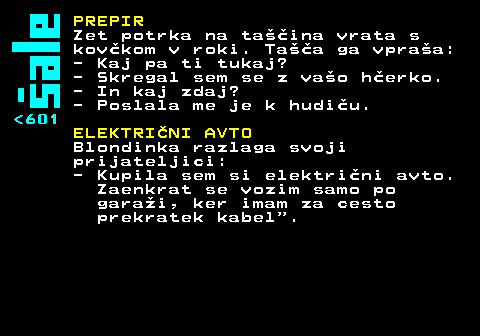 Šale
<601
PREPIR
Zet potrka na taščina vrata s
kovčkom v roki. Tašča ga vpraša:
- Kaj pa ti tukaj?
- Skregal sem se z vašo hčerko.
- In kaj zdaj?
- Poslala me je k hudiču.
ELEKTRIČNI AVTO
Blondinka razlaga svoji
prijateljici:
- Kupila sem si električni avto.
Zaenkrat se vozim samo po
garaži, ker imam za cesto
prekratek kabel”.